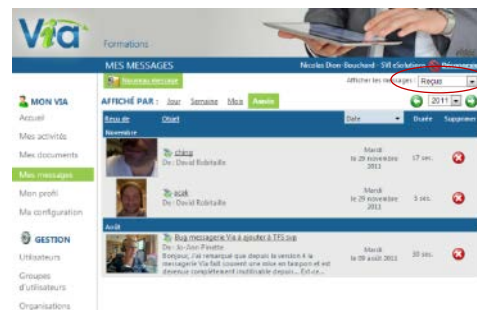 Via
Formations
MES MESSAGES
Nicolas Dion-Bouchard - SVI eSolutions
Déconnexion
Nouveau message
Afficher les messages : Reçus
MON VIA
AFFICHÉ PAR : Jour Semaine Mois Année
2011
Accueil
Mes activités
Mes documents
Mes messages
Mon profil
Ma configuration
GESTION
Utilisateurs
Groupes
d'utilisateurs
Organisations
Reçu de Objet Date Durée Supprimer
Novembre
De : David Robitaille
Mardi
le 29 novembre
2011
17 sec.
acak
De : David Robitaille
Mardi
le 29 novembre
2011
5 sec.
Août
Bug messagerie Via à ajouter à TFS svp
De : Jo-Ann Pinette
Bonjour, J'ai remarqué que depuis la version 4 la
messagerie Via fait souvent une mise en tampon et est
devenue complètement inutilisable depuis... Est-ce...
Mardi
le 09 août 2011
30 sec.